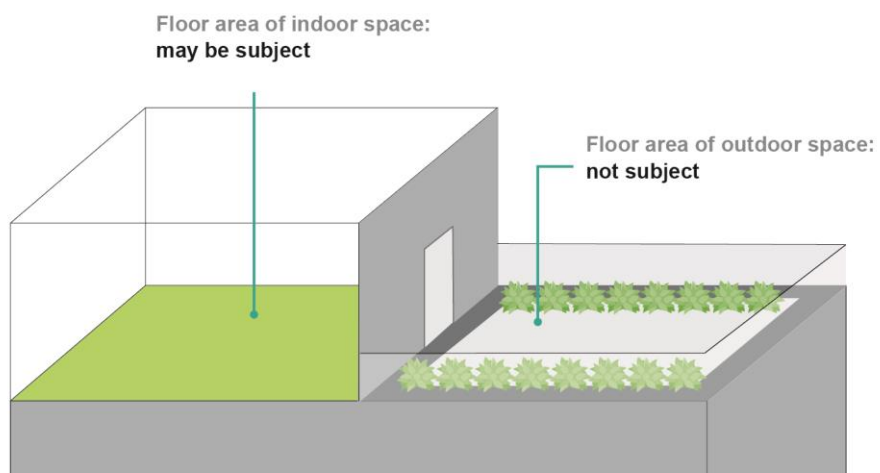 Floor area of indoor space:
may be subject
Floor area of outdoor space:
not subject